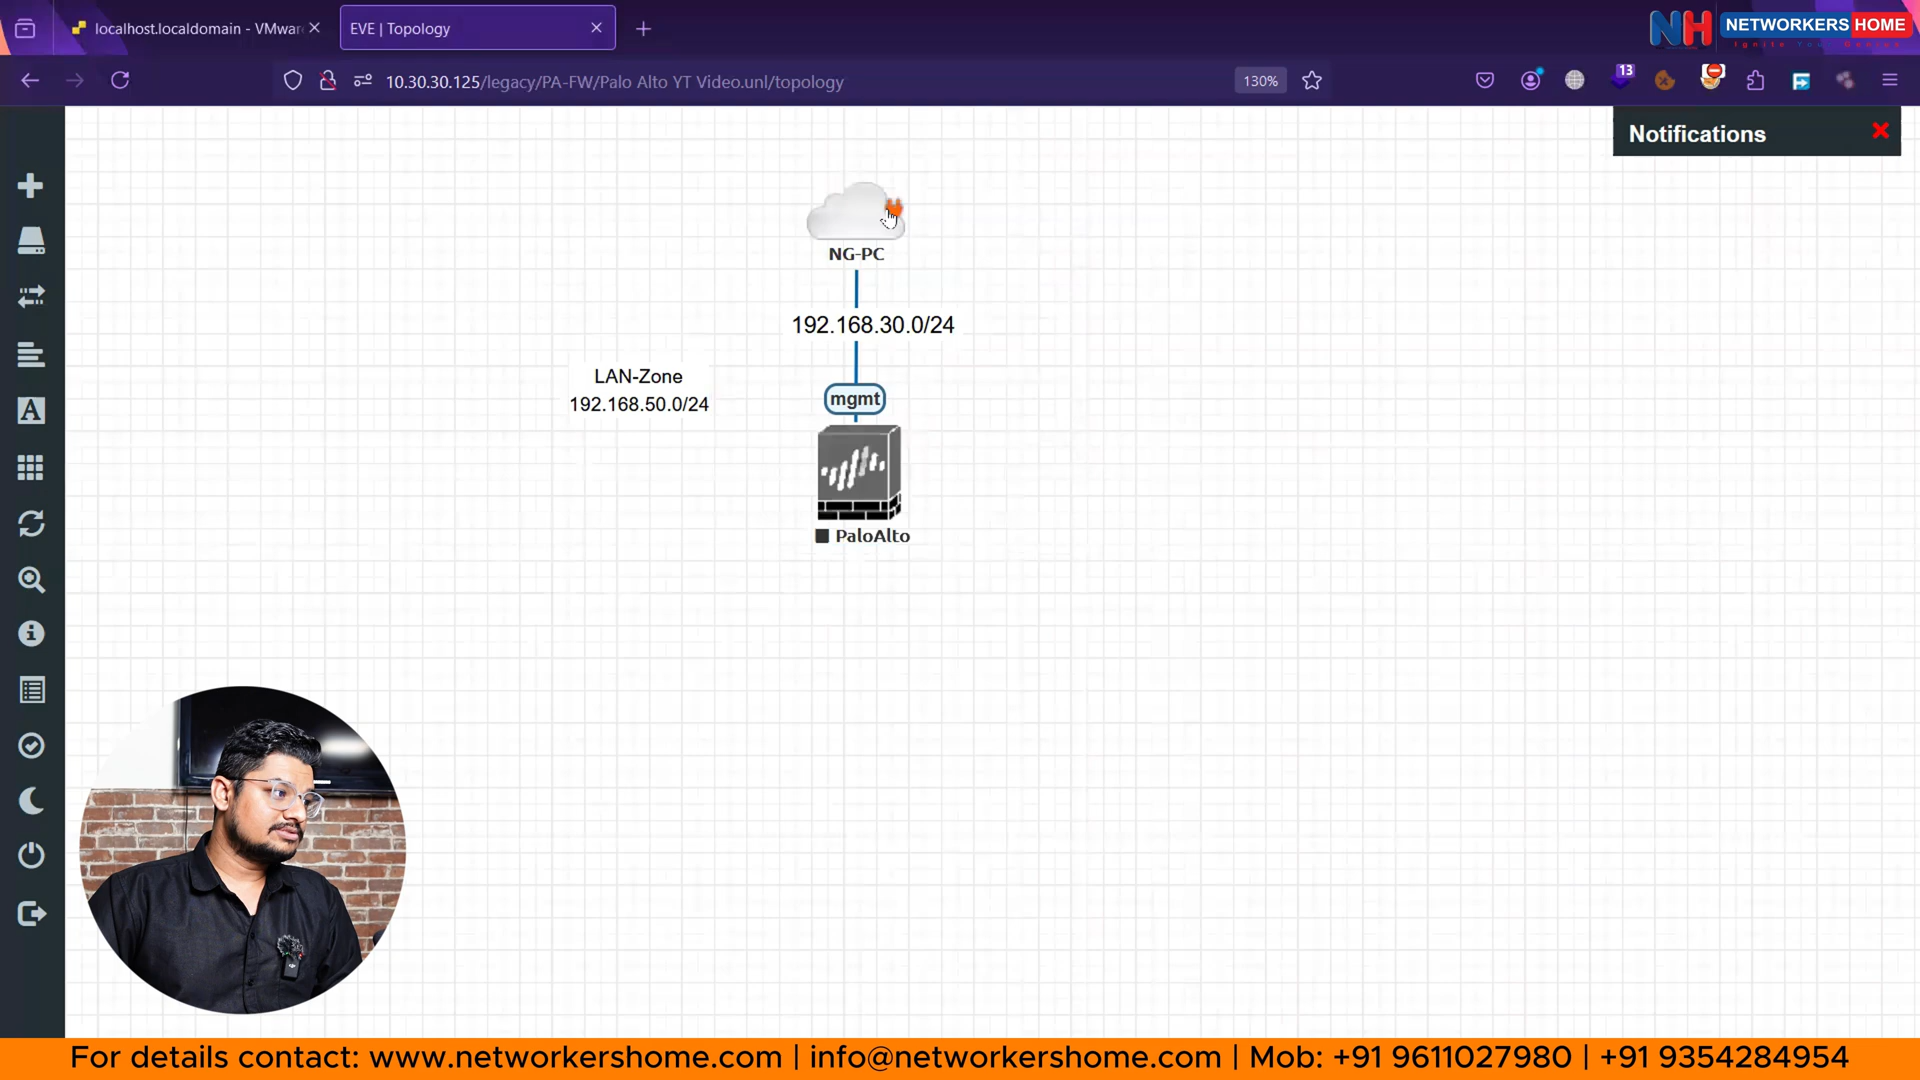 localhost.localdomain - VMwar
EVE | Topology
NH NETWORKERS HOME
10.30.30.125/legacy/PA-FW/Palo Alto YT Video.unl/topology
130%
13
Notifications
NG-PC
192.168.30.0/24
LAN-Zone
192.168.50.0/24
mgmt
PaloAlto
For details contact: www.networkershome.com | info@networkershome.com | Mob: +91 9611027980 | +91 9354284954